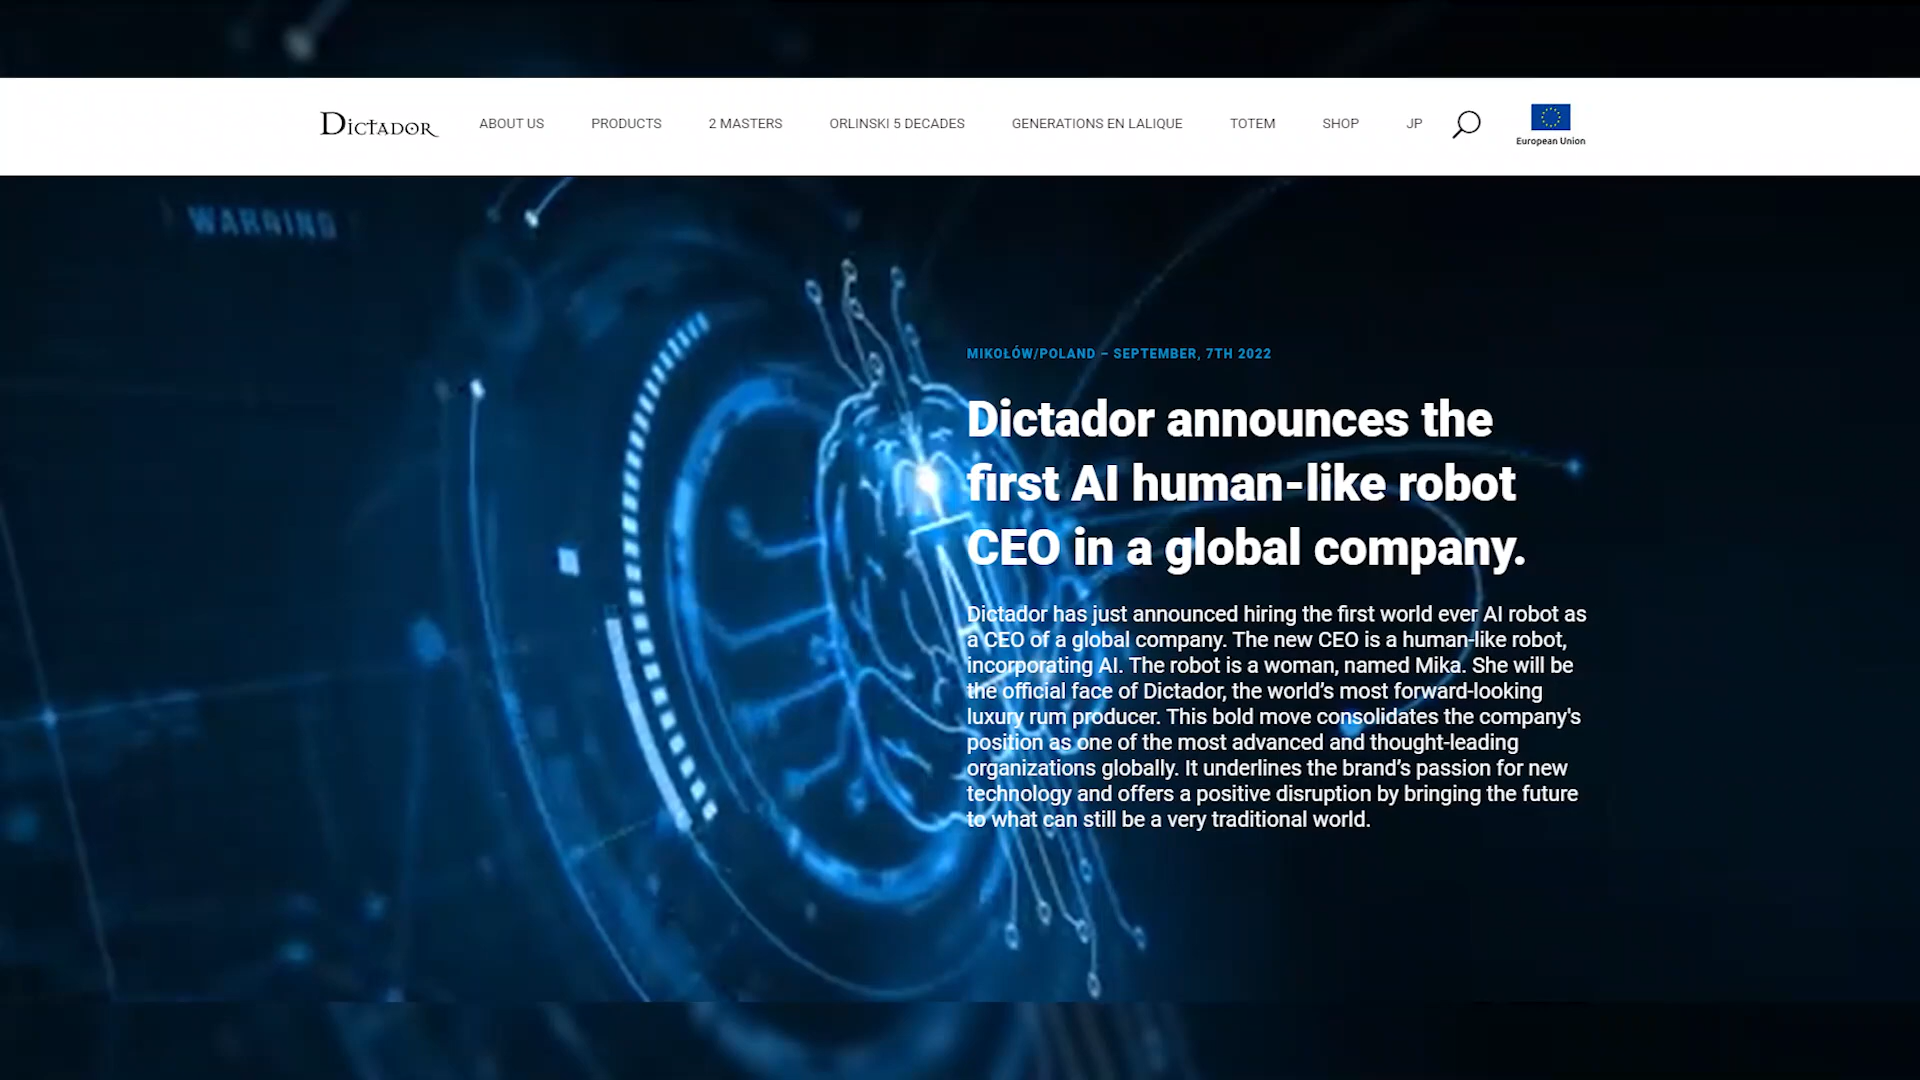 DICTADOR
ABOUT US
PRODUCTS
2 MASTERS
ORLINSKI 5 DECADES
GENERATIONS EN LALIQUE
TOTEM
SHOP
JP
European Union
WARNING
MIKOŁÓW/POLAND – SEPTEMBER, 7TH 2022
Dictador announces the
first AI human-like robot
CEO in a global company.
Dictador has just announced hiring the first world ever AI robot as
a CEO of a global company. The new CEO is a human-like robot,
incorporating AI. The robot is a woman, named Mika. She will be
the official face of Dictador, the world’s most forward-looking
luxury rum producer. This bold move consolidates the company's
position as one of the most advanced and thought-leading
organizations globally. It underlines the brand’s passion for new
technology and offers a positive disruption by bringing the future
to what can still be a very traditional world.